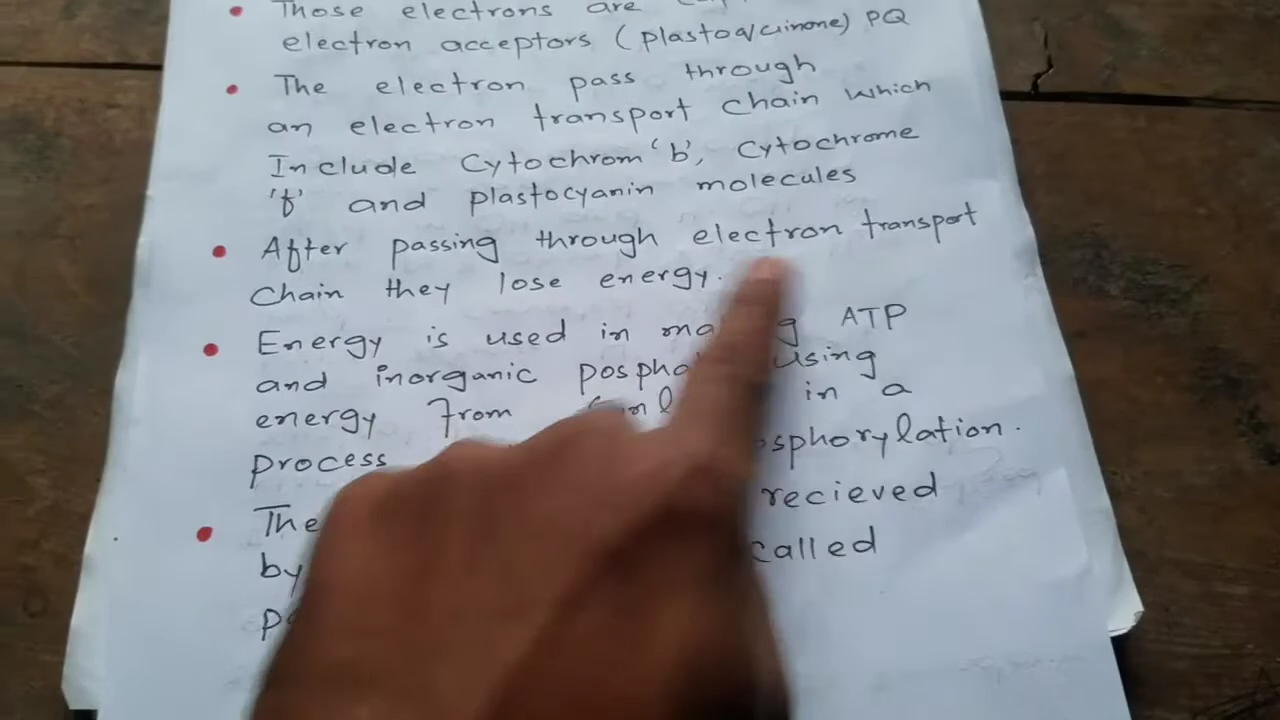 Those electrons are
electron acceptors (plastoquinone) PQ
The electron pass through
an electron transport chain which
Include Cytochrom 'b', Cytochrome
'f' and plastocyanin molecules
After passing through electron transport
Chain they lose energy.
Energy is used in ATP
and inorganic using
energy from in a
process
The recieved
by called